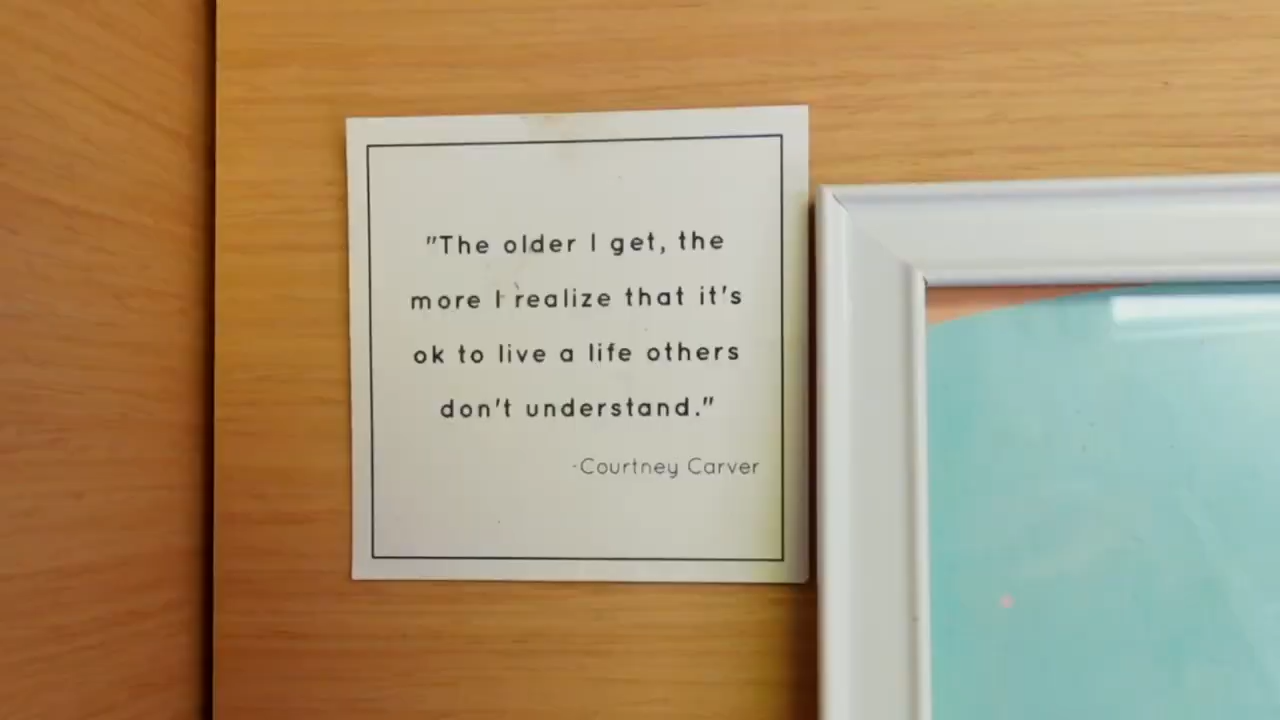 "The older I get, the
more I realize that it's
ok to live a life others
don't understand."
-Courtney Carver